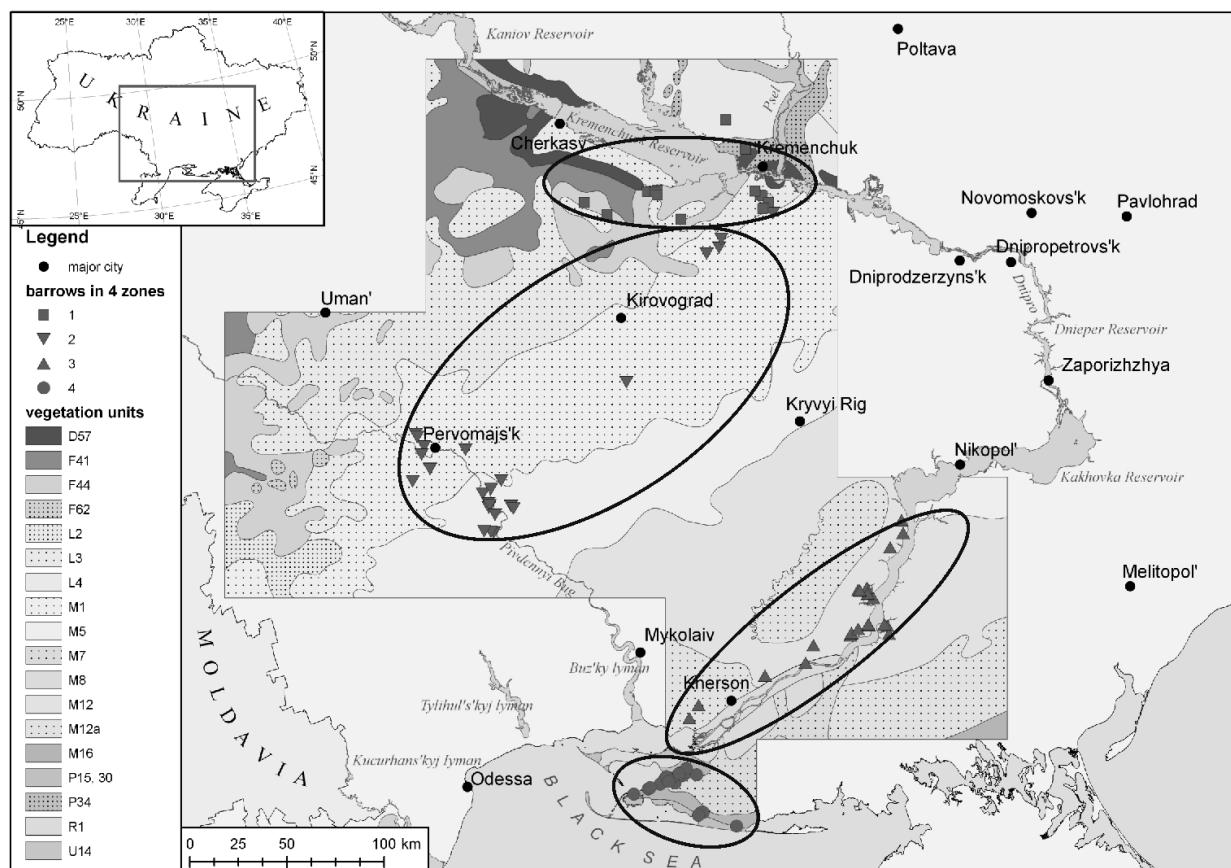 25°E
30°E
35°E
40°E
50°N
50°N
45°N
45°N
25°E
30°E
35°E
U K R A I N E
Legend
major city
barrows in 4 zones
1
2
3
4
vegetation units
D57
F41
F44
F62
L2
L3
L4
M1
M5
M7
M8
M12
M12a
M16
P15, 30
P34
R1
U14
Kaniov Reservoir
Poltava
Psel
Cherkasy
Kremenchuk Reservoir
Kremenchuk
Novomoskovs'k
Pavlohrad
Dnipropetrovs'k
Dniprodzerzyns'k
Dnipro
Uman'
Kirovograd
Dnieper Reservoir
Zaporizhzhya
Kryvyi Rig
Pervomajs'k
Nikopol'
Kakhovka Reservoir
Pivdennyi Bug
Melitopol'
MOLDAVIA
Mykolaiv
Buz'ky lyman
Kherson
Tylihul's'kyj lyman
Kucurhans'kyj lyman
Odessa
BLACK SEA
0 25 50 100 km